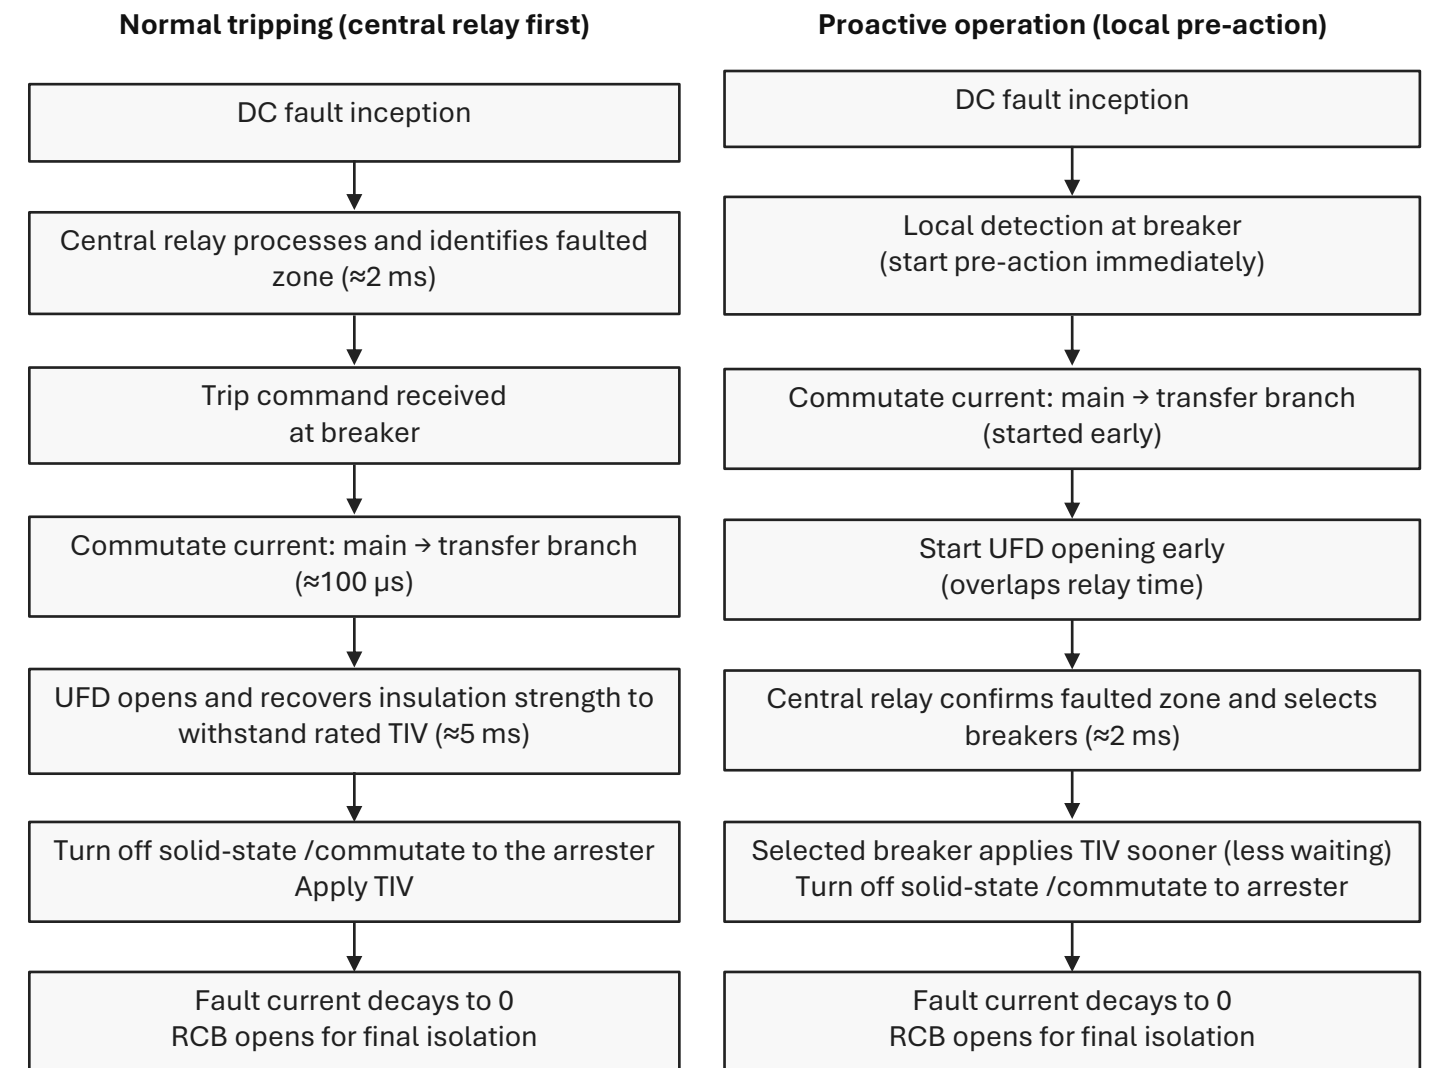 Normal tripping (central relay first)
DC fault inception
Central relay processes and identifies faulted
zone (≈2 ms)
Trip command received
at breaker
Commutate current: main → transfer branch
(≈100 µs)
UFD opens and recovers insulation strength to
withstand rated TIV (≈5 ms)
Turn off solid-state /commutate to the arrester
Apply TIV
Fault current decays to 0
RCB opens for final isolation
Proactive operation (local pre-action)
DC fault inception
Local detection at breaker
(start pre-action immediately)
Commutate current: main → transfer branch
(started early)
Start UFD opening early
(overlaps relay time)
Central relay confirms faulted zone and selects
breakers (≈2 ms)
Selected breaker applies TIV sooner (less waiting)
Turn off solid-state /commutate to arrester
Fault current decays to 0
RCB opens for final isolation